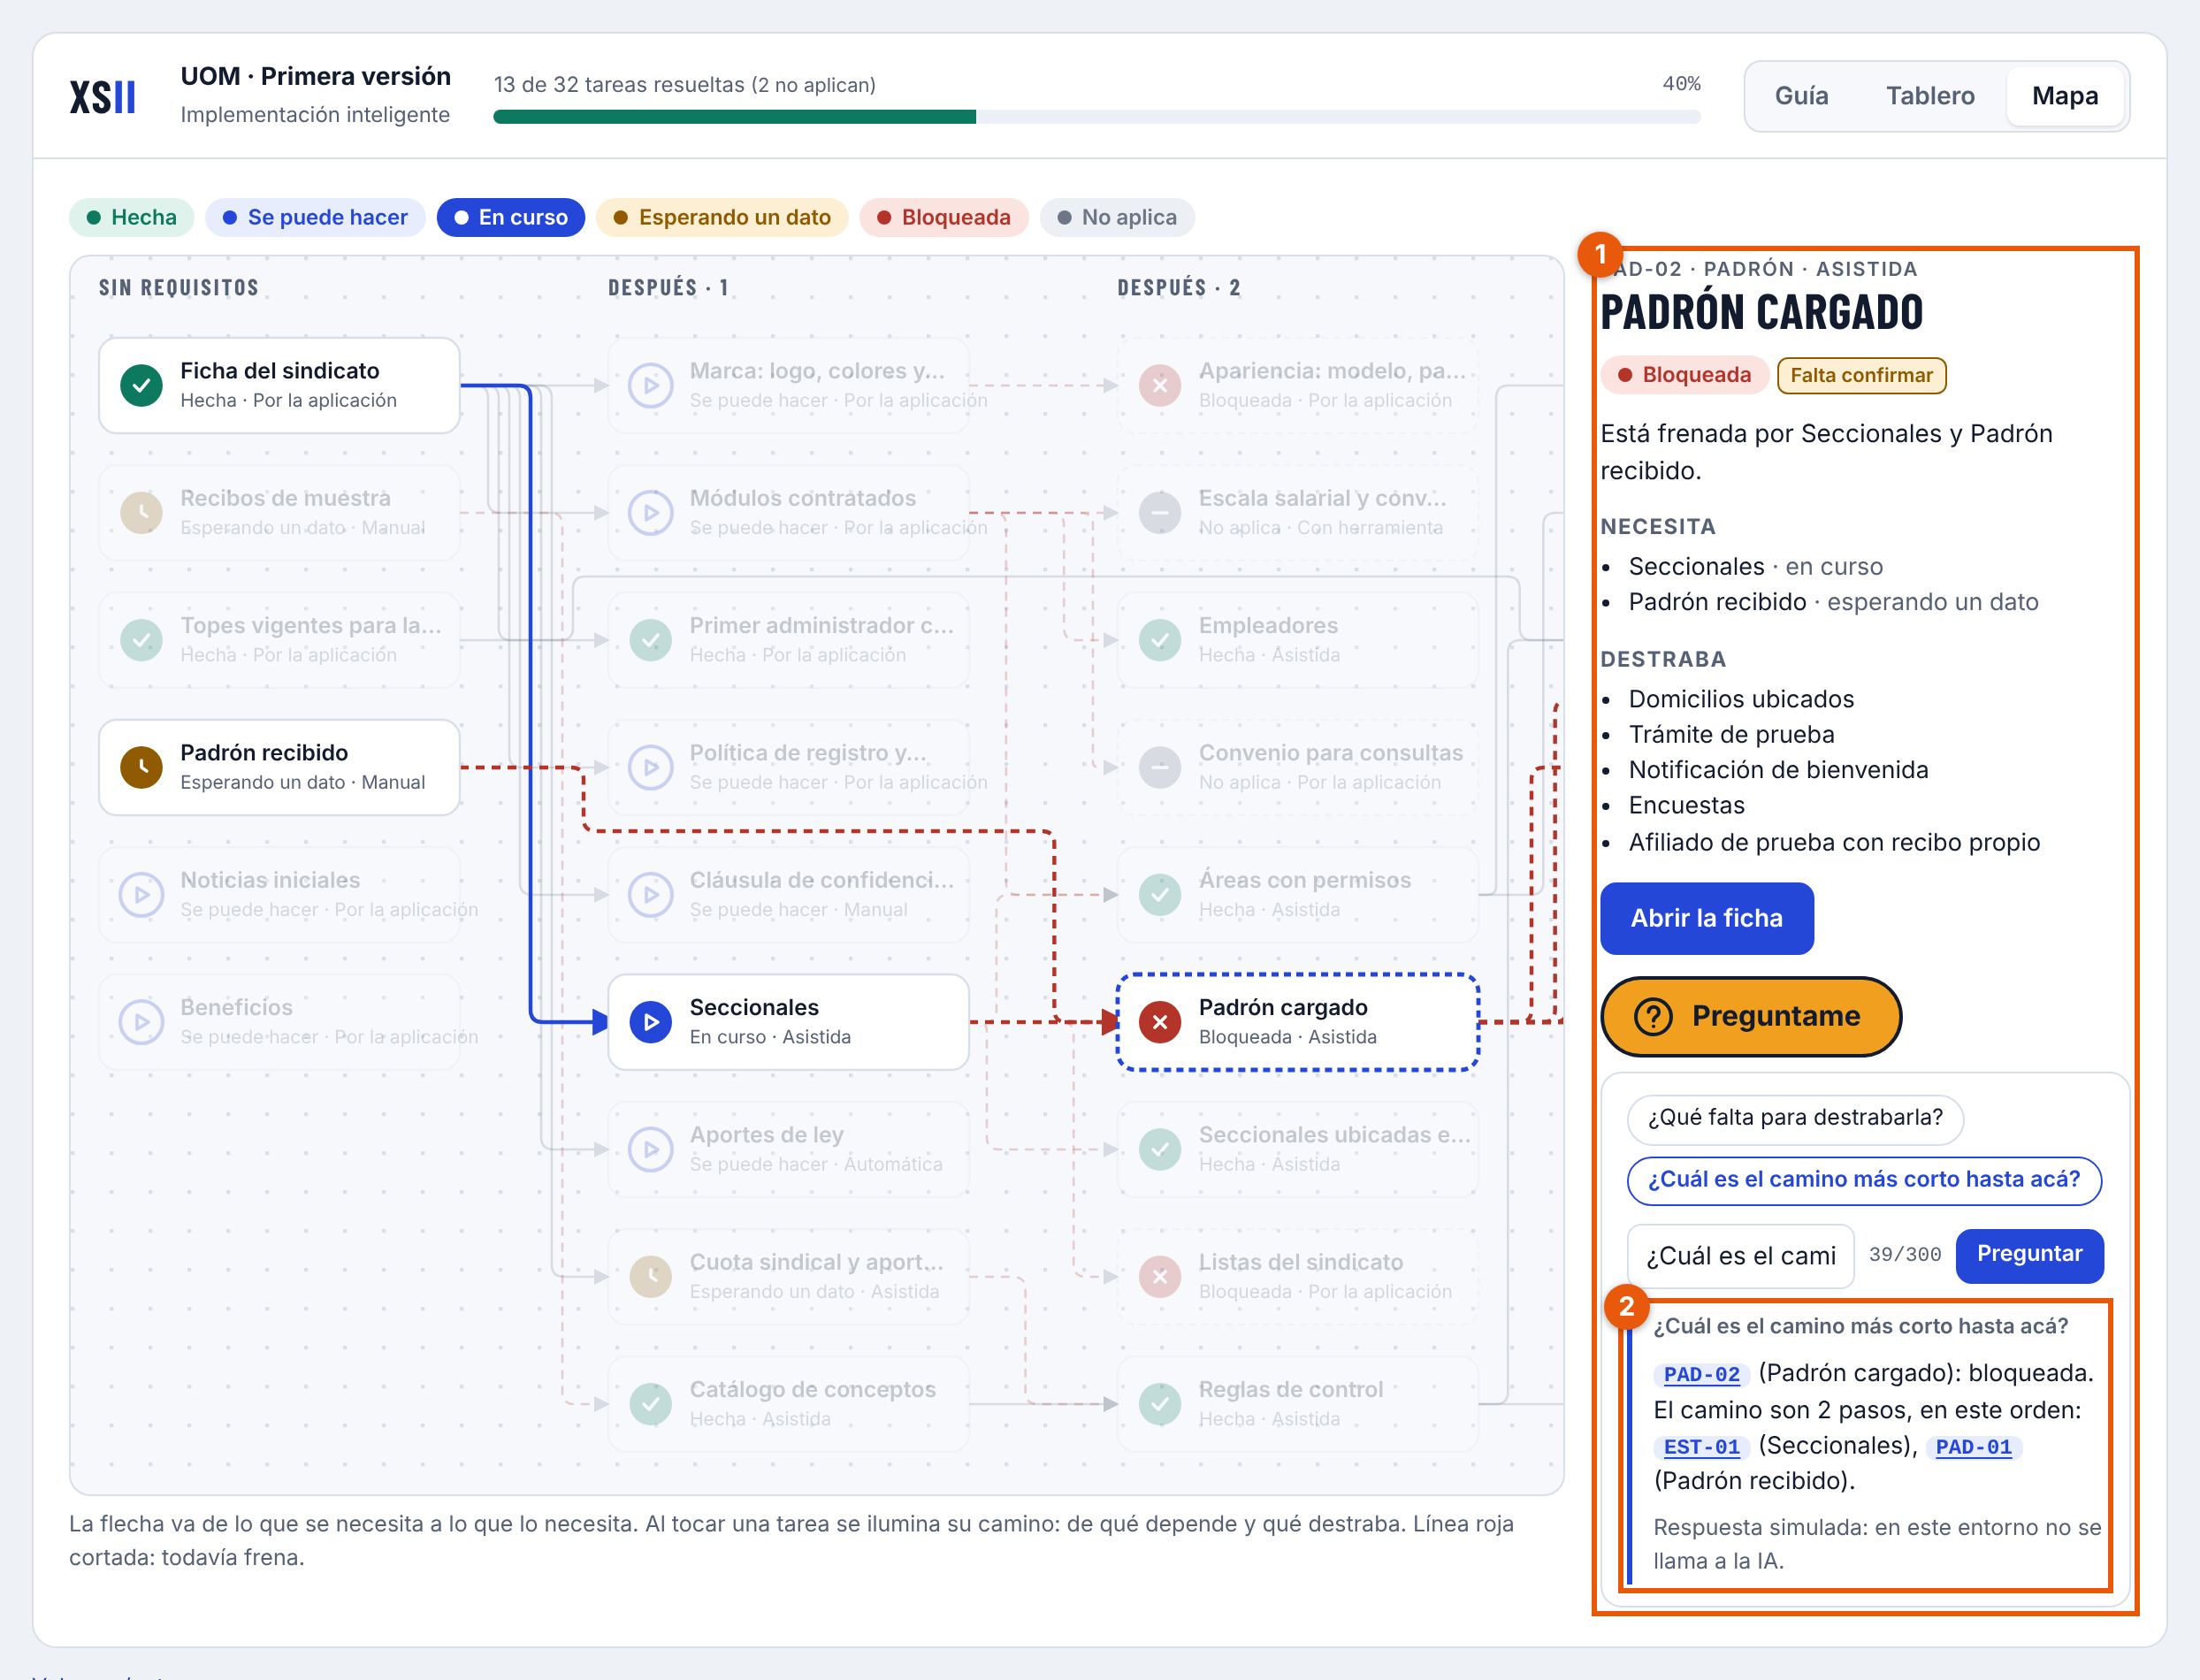 XSII
UOM · Primera versión
Implementación inteligente
13 de 32 tareas resueltas (2 no aplican)
40%
Guía
Tablero
Mapa
Hecha
Se puede hacer
En curso
Esperando un dato
Bloqueada
No aplica
SIN REQUISITOS
DESPUÉS · 1
DESPUÉS · 2
Ficha del sindicato
Hecha · Por la aplicación
Recibos de muestra
Esperando un dato · Manual
Topes vigentes para la...
Hecha · Por la aplicación
Padrón recibido
Esperando un dato · Manual
Noticias iniciales
Se puede hacer · Por la aplicación
Beneficios
Se puede hacer · Por la aplicación
Marca: logo, colores y...
Se puede hacer · Por la aplicación
Módulos contratados
Se puede hacer · Por la aplicación
Primer administrador c...
Hecha · Por la aplicación
Política de registro y...
Se puede hacer · Por la aplicación
Cláusula de confidenci...
Se puede hacer · Manual
Seccionales
En curso · Asistida
Aportes de ley
Se puede hacer · Automática
Cuota sindical y aport...
Esperando un dato · Asistida
Catálogo de conceptos
Hecha · Asistida
Apariencia: modelo, pa...
Bloqueada · Por la aplicación
Escala salarial y conv...
No aplica · Con herramienta
Empleadores
Hecha · Asistida
Convenio para consultas
No aplica · Por la aplicación
Áreas con permisos
Hecha · Asistida
Padrón cargado
Bloqueada · Asistida
Seccionales ubicadas e...
Hecha · Asistida
Listas del sindicato
Bloqueada · Por la aplicación
Reglas de control
Hecha · Asistida
La flecha va de lo que se necesita a lo que lo necesita. Al tocar una tarea se ilumina su camino: de qué depende y qué destraba. Línea roja
cortada: todavía frena.
1
AD-02 · PADRÓN · ASISTIDA
PADRÓN CARGADO
Bloqueada
Falta confirmar
Está frenada por Seccionales y Padrón
recibido.
NECESITA
• Seccionales · en curso
• Padrón recibido · esperando un dato
DESTRABA
• Domicilios ubicados
• Trámite de prueba
• Notificación de bienvenida
• Encuestas
• Afiliado de prueba con recibo propio
Abrir la ficha
? Preguntame
¿Qué falta para destrabarla?
¿Cuál es el camino más corto hasta acá?
¿Cuál es el cami
39/300
Preguntar
2
¿Cuál es el camino más corto hasta acá?
PAD-02 (Padrón cargado): bloqueada.
El camino son 2 pasos, en este orden:
EST-01 (Seccionales), PAD-01
(Padrón recibido).
Respuesta simulada: en este entorno no se
llama a la IA.